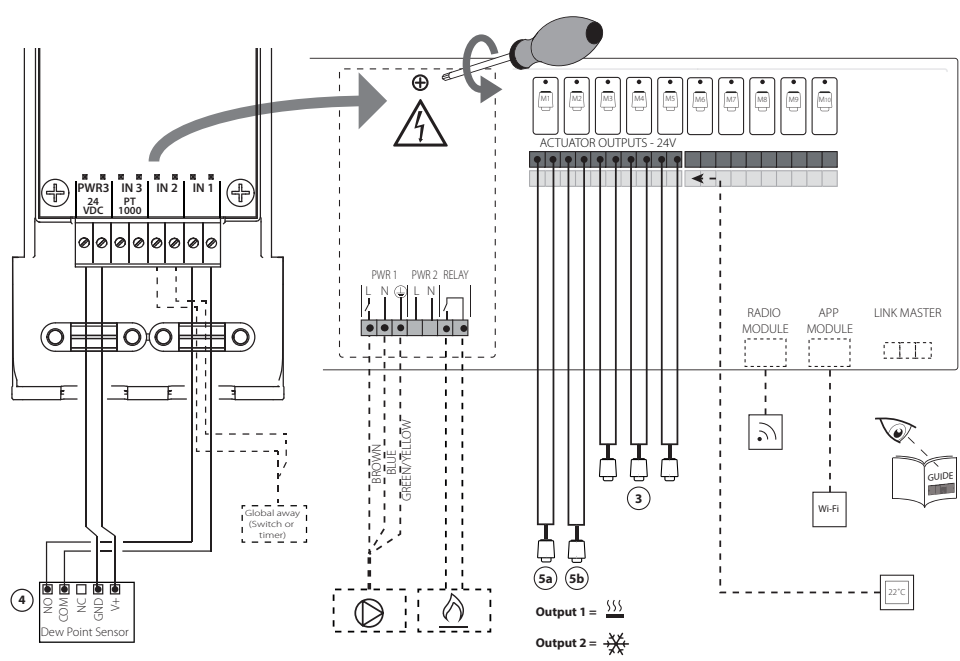 M1
M2
M3
M4
M5
M6
M7
M8
M9
M10
ACTUATOR OUTPUTS - 24V
PWR3
24
VDC
IN 3
PT
1000
IN 2
IN 1
PWR 1
PWR 2
RELAY
L
N
L
N
RADIO
MODULE
APP
MODULE
LINK MASTER
BROWN
BLUE
GREEN/YELLOW
GUIDE
Global away
(Switch or
timer)
3
Wi-Fi
5a
5b
4
NO
COM
NC
GND
V+
Dew Point Sensor
22°C
Output 1 =
Output 2 =